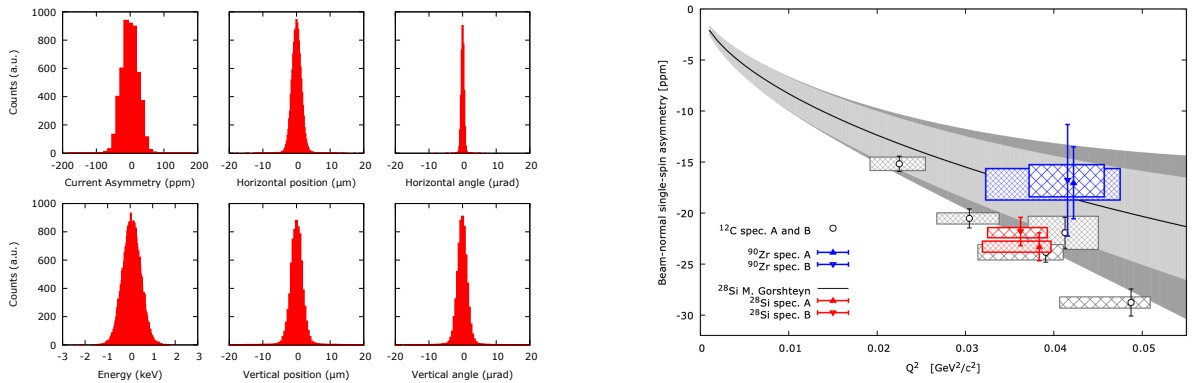 1000
800
600
400
200
0
Counts (a.u.)
-200 -100 0 100 200
Current Asymmetry (ppm)
-20 -10 0 10 20
Horizontal position (μm)
-20 -10 0 10 20
Horizontal angle (μrad)
1000
800
600
400
200
0
Counts (a.u.)
-3 -2 -1 0 1 2 3
Energy (keV)
-20 -10 0 10 20
Vertical position (μm)
-20 -10 0 10 20
Vertical angle (μrad)
0
-5
-10
-15
-20
-25
-30
Beam-normal single-spin asymmetry [ppm]
¹²C spec. A and B
⁹⁰Zr spec. A
⁹⁰Zr spec. B
²⁸Si M. Gorshteyn
²⁸Si spec. A
²⁸Si spec. B
0 0.01 0.02 0.03 0.04 0.05
Q² [GeV²/c²]